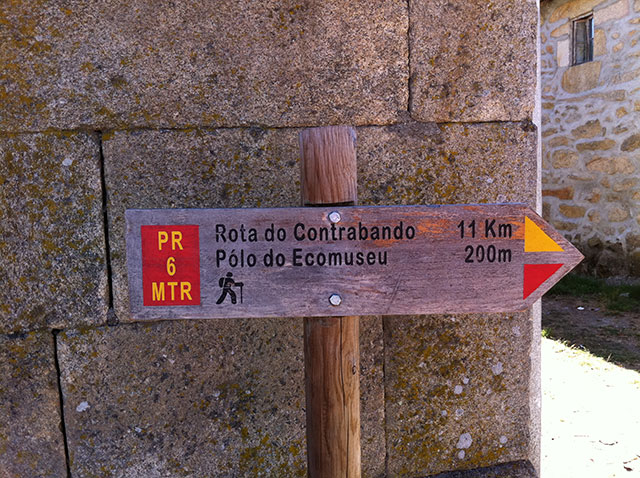 PR
6
MTR
Rota do Contrabando 11 Km
Pólo do Ecomuseu 200m